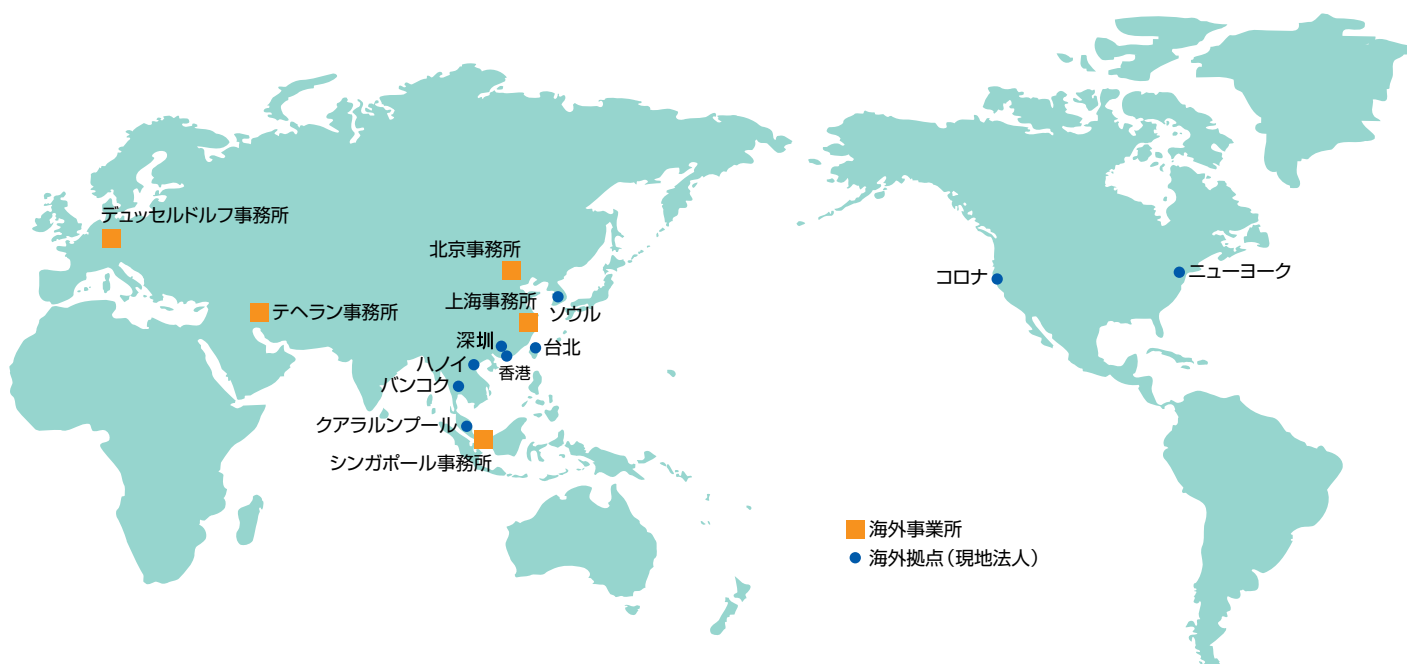 デュッセルドルフ事務所
北京事務所
コロナ
ニューヨーク
テヘラン事務所
上海事務所
ソウル
深圳
台北
ハノイ
香港
バンコク
クアラルンプール
シンガポール事務所
海外事業所
海外拠点(現地法人)